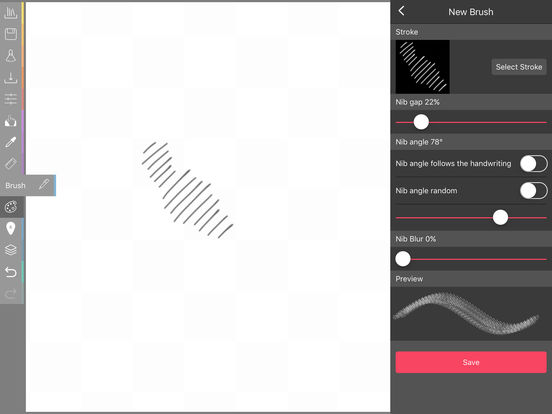 New Brush
Stroke
Select Stroke
Nib gap 22%
Nib angle 78°
Nib angle follows the handwriting
Nib angle random
Nib Blur 0%
Preview
Save
Brush